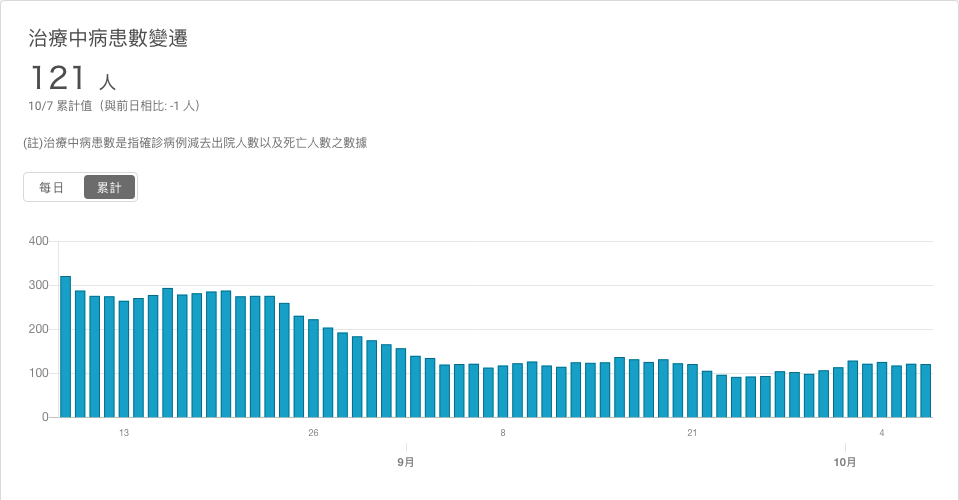 治療中病患數變遷
121 人
10/7 累計值（與前日相比: -1 人）
(註)治療中病患數是指確診病例減去出院人數以及死亡人數之數據
每日 累計
400
300
200
100
0
13 26 8 21 4
9月 10月